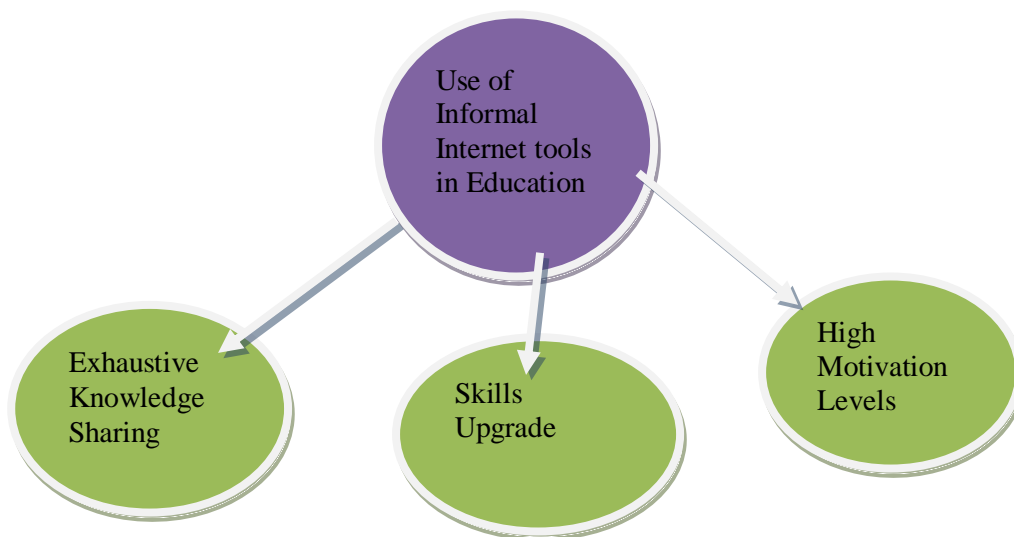 Use of
Informal
Internet tools
in Education
Exhaustive
Knowledge
Sharing
Skills
Upgrade
High
Motivation
Levels